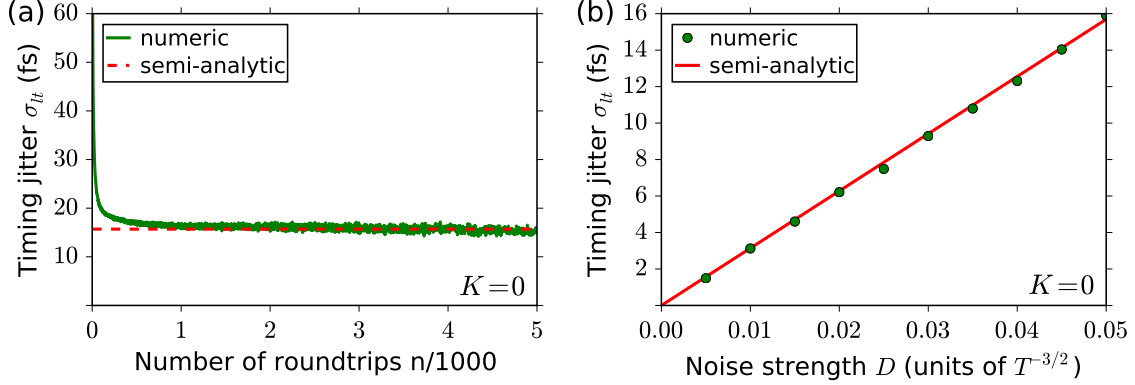 (a)
60
50
40
30
20
10
Timing jitter σ_lt (fs)
numeric
semi-analytic
K=0
0 1 2 3 4 5
Number of roundtrips n/1000
(b)
16
14
12
10
8
6
4
2
Timing jitter σ_lt (fs)
numeric
semi-analytic
K=0
0.00 0.01 0.02 0.03 0.04 0.05
Noise strength D (units of T^{-3/2})